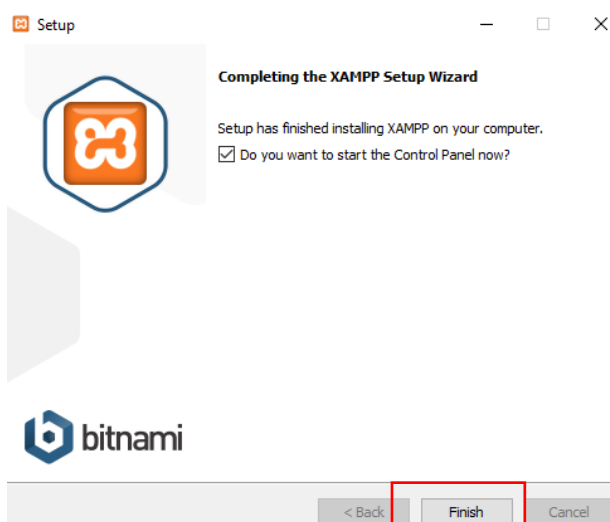 Setup
Completing the XAMPP Setup Wizard
Setup has finished installing XAMPP on your computer.
Do you want to start the Control Panel now?
bitnami
< Back
Finish
Cancel